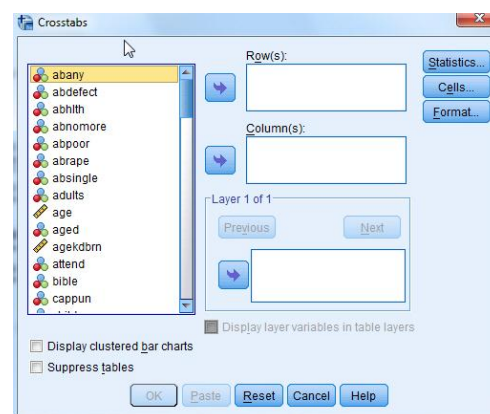 Crosstabs
Row(s):
Statistics...
Cells...
Format...
abany
abdefect
abhlth
abnomore
abpoor
abrape
absingle
adults
age
aged
agekdbrn
attend
bible
cappun
Column(s):
Layer 1 of 1
Previous
Next
Display layer variables in table layers
Display clustered bar charts
Suppress tables
OK
Paste
Reset
Cancel
Help